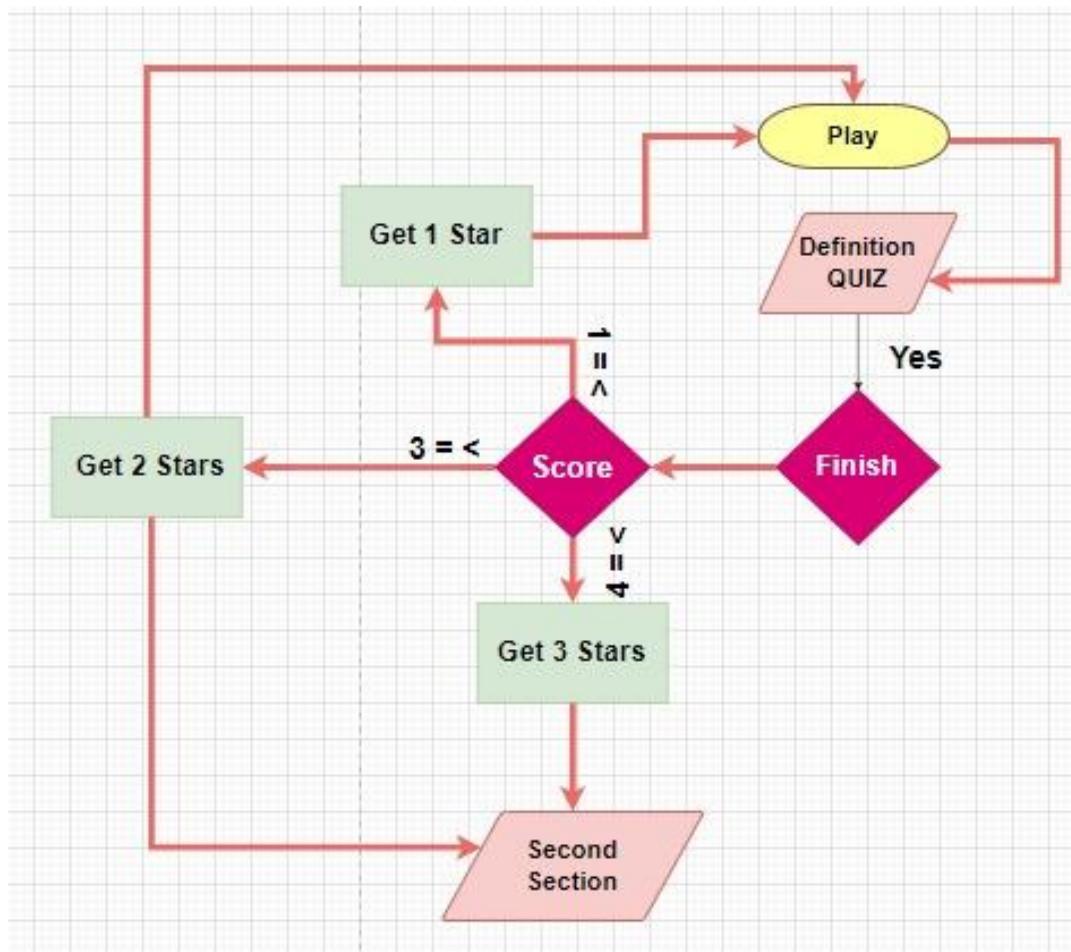 Play
Get 1 Star
Definition
QUIZ
1 = <
Yes
3 = <
Get 2 Stars
Score
Finish
4 = <
Get 3 Stars
Second
Section